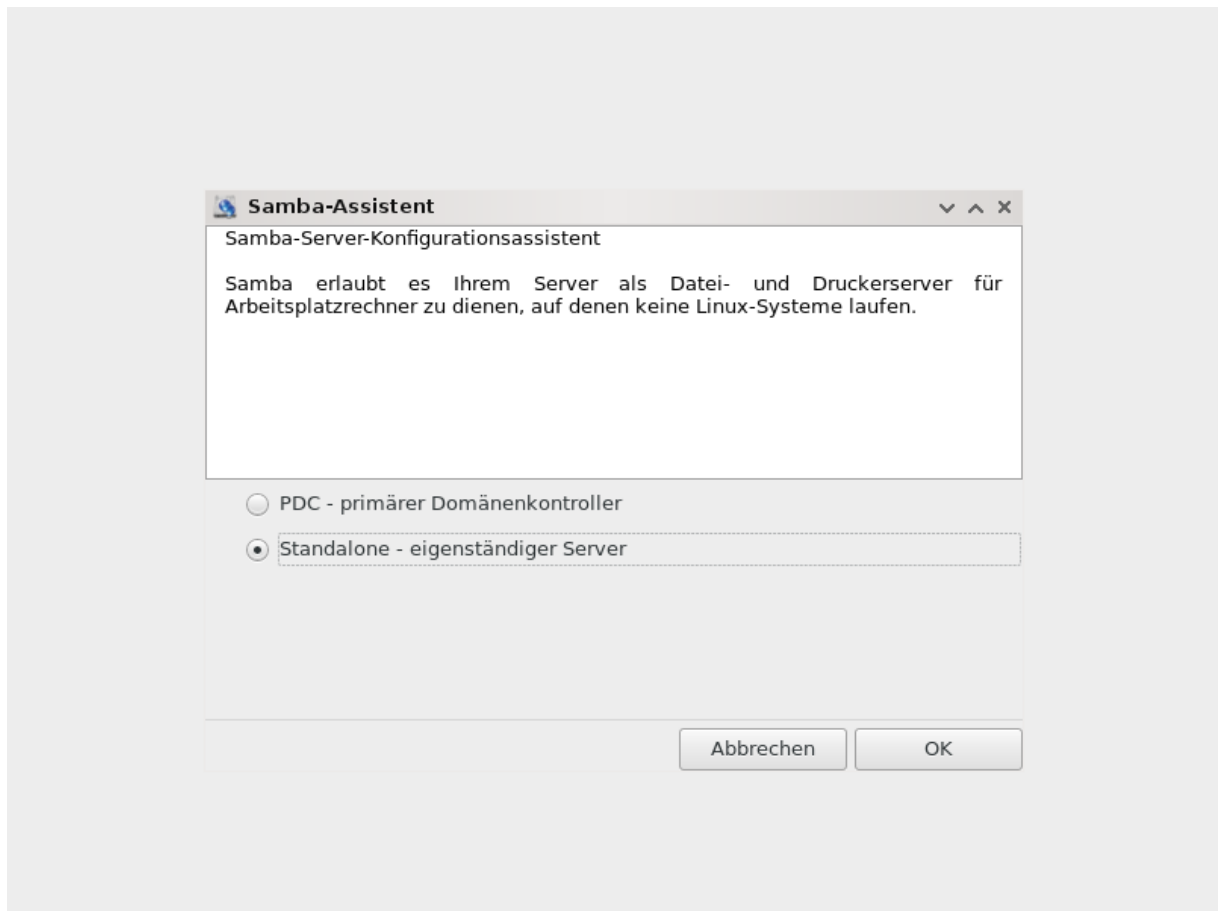 Samba-Assistent
Samba-Server-Konfigurationsassistent
Samba erlaubt es Ihrem Server als Datei- und Druckerserver für
Arbeitsplatzrechner zu dienen, auf denen keine Linux-Systeme laufen.
PDC - primärer Domänenkontroller
Standalone - eigenständiger Server
Abbrechen
OK